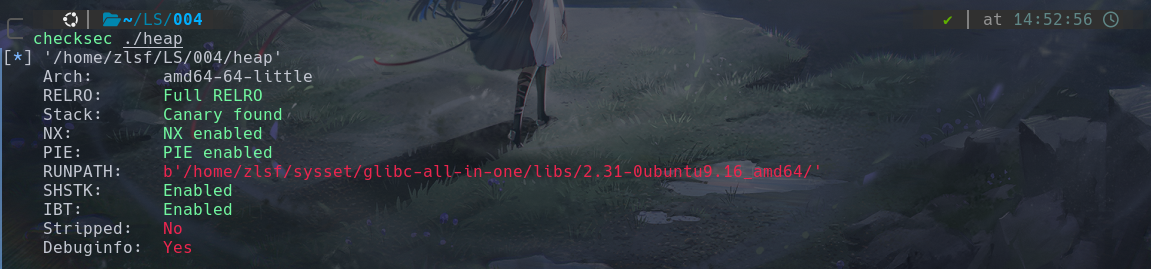 ~/LS/004 ✔ at 14:52:56
checksec ./heap
[*] '/home/zlsf/LS/004/heap'
Arch: amd64-64-little
RELRO: Full RELRO
Stack: Canary found
NX: NX enabled
PIE: PIE enabled
RUNPATH: b'/home/zlsf/sysset/glibc-all-in-one/libs/2.31-0ubuntu9.16_amd64/'
SHSTK: Enabled
IBT: Enabled
Stripped: No
Debuginfo: Yes